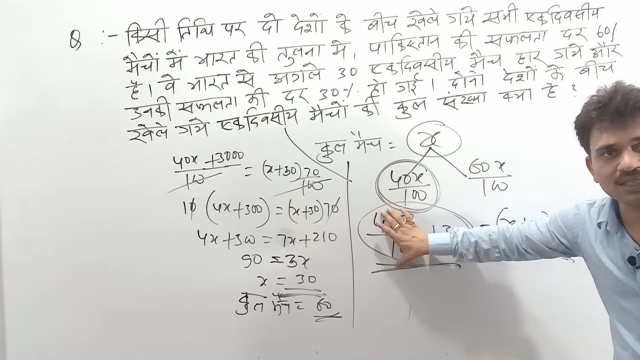 Q :- किसी तिथि पर दो देशो के बीच खेले गये सभी एकदिवसीय
मैचों में भारत की तुलना में, पाकिस्तान की सफलता दर 60%
है। वे भारत से अगले 30 एकदिवसीय मैच हार गये और
उनकी सफलता की दर 30% हो गई। दोनो देशों के बीच
खेले गये एकदिवसीय मैचों की कुल संख्या क्या है?
कुल मैच = x
40x/100 60x/100
40x+3000/100 = (x+30)70/100
10(4x+300) = (x+30)70
4x+300 = 7x+210
90 = 3x
x = 30
कुल मैच = 60